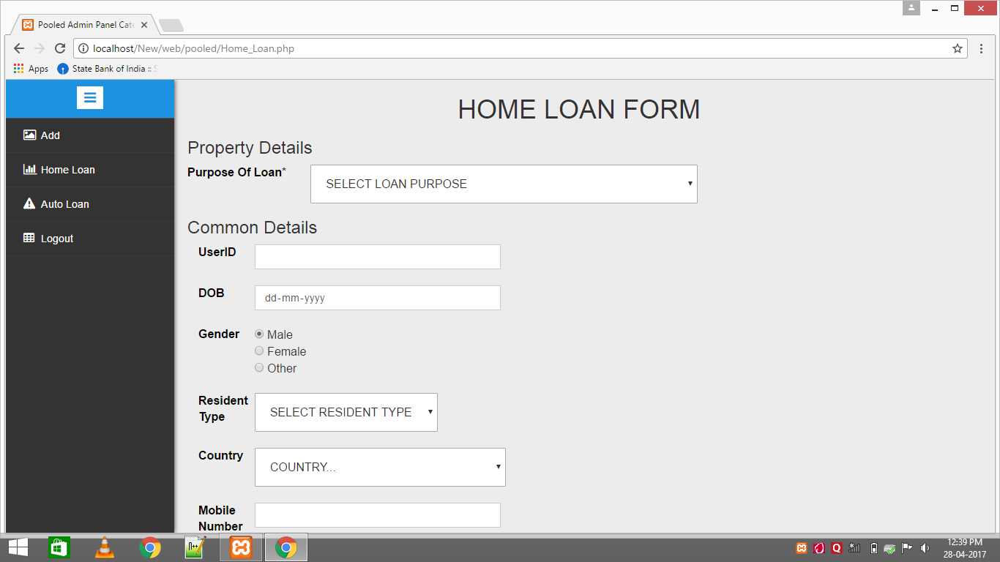 Pooled Admin Panel Cate
localhost/New/web/pooled/Home_Loan.php
Apps
State Bank of India ::
Add
Home Loan
Auto Loan
Logout
HOME LOAN FORM
Property Details
Purpose Of Loan*
SELECT LOAN PURPOSE
Common Details
UserID
DOB
dd-mm-yyyy
Gender
Male
Female
Other
Resident
Type
SELECT RESIDENT TYPE
Country
COUNTRY...
Mobile
Number
12:39 PM
28-04-2017